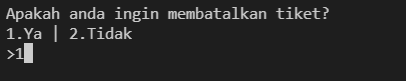 Apakah anda ingin membatalkan tiket?
1.Ya | 2.Tidak
>1